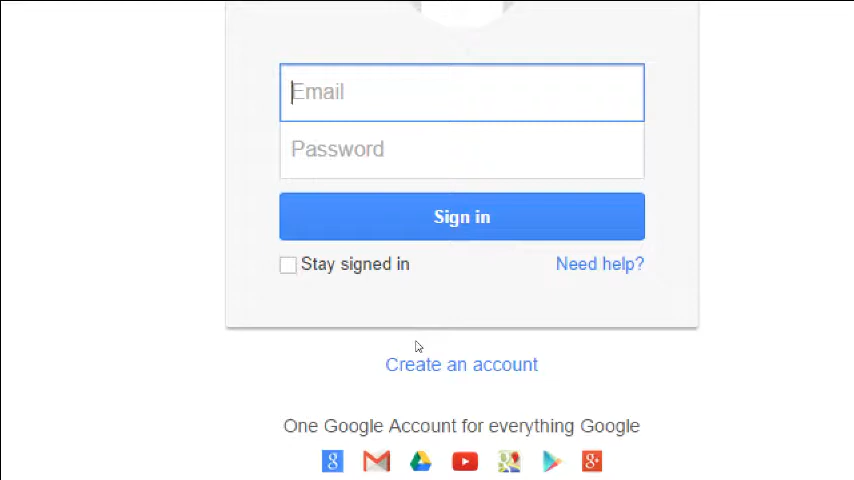 Email
Password
Sign in
Stay signed in Need help?
Create an account
One Google Account for everything Google